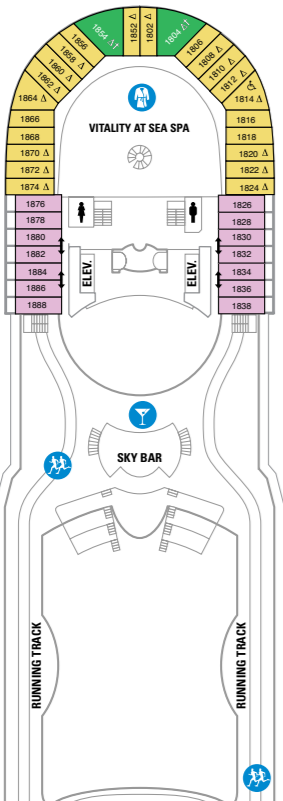 1852 Δ
1802 Δ
1854
1804
1856
1806
1858 Δ
1808 Δ
1860 Δ
1810 Δ
1862 Δ
1812 Δ
1864 Δ
1814 Δ
1866
1816
1868
1818
1870 Δ
1820 Δ
1872 Δ
1822 Δ
1874 Δ
1824 Δ
VITALITY AT SEA SPA
1876
1826
1878
1828
1880
1830
1882
1832
1884
1834
1886
1836
1888
1838
ELEV.
ELEV.
SKY BAR
RUNNING TRACK
RUNNING TRACK